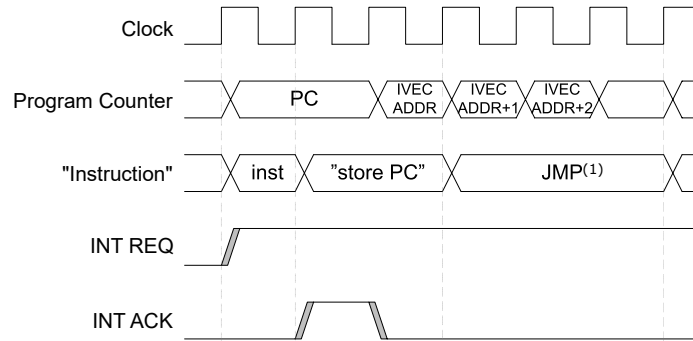 Clock
Program Counter
PC
IVEC
ADDR
IVEC
ADDR+1
IVEC
ADDR+2
"Instruction"
inst
”store PC”
JMP(1)
INT REQ
INT ACK